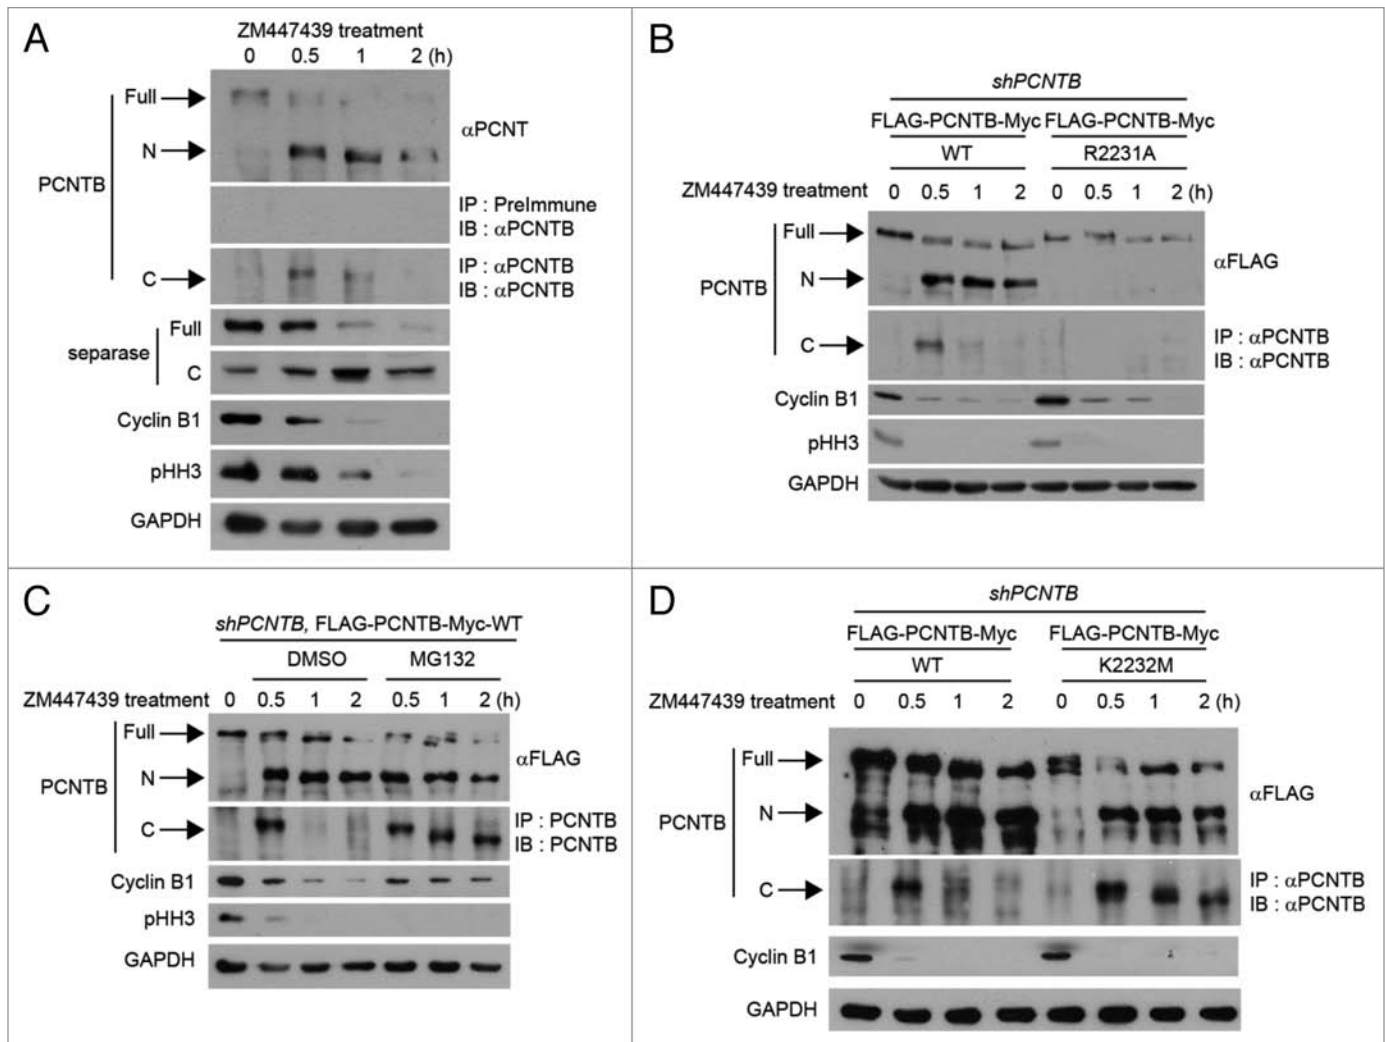 A
ZM447439 treatment
0 0.5 1 2 (h)
Full
N
PCNTB
C
αPCNT
IP : PreImmune
IB : αPCNTB
IP : αPCNTB
IB : αPCNTB
separase
Full
C
Cyclin B1
pHH3
GAPDH
B
shPCNTB
FLAG-PCNTB-Myc FLAG-PCNTB-Myc
WT R2231A
ZM447439 treatment 0 0.5 1 2 0 0.5 1 2 (h)
Full
N
PCNTB
C
αFLAG
IP : αPCNTB
IB : αPCNTB
Cyclin B1
pHH3
GAPDH
C
shPCNTB, FLAG-PCNTB-Myc-WT
DMSO MG132
ZM447439 treatment 0 0.5 1 2 0.5 1 2 (h)
Full
N
PCNTB
C
αFLAG
IP : PCNTB
IB : PCNTB
Cyclin B1
pHH3
GAPDH
D
shPCNTB
FLAG-PCNTB-Myc FLAG-PCNTB-Myc
WT K2232M
ZM447439 treatment 0 0.5 1 2 0 0.5 1 2 (h)
Full
N
PCNTB
C
αFLAG
IP : αPCNTB
IB : αPCNTB
Cyclin B1
GAPDH